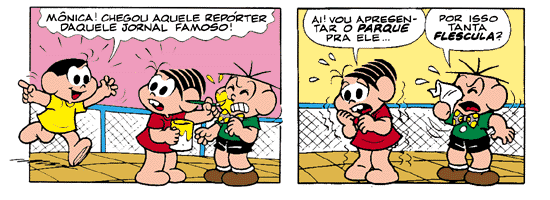 MÔNICA! CHEGOU AQUELE REPÓRTER
DAQUELE JORNAL FAMOSO!
AI! VOU APRESEN-
TAR O PARQUE
PRA ELE...
POR ISSO
TANTA
FLESCULA?